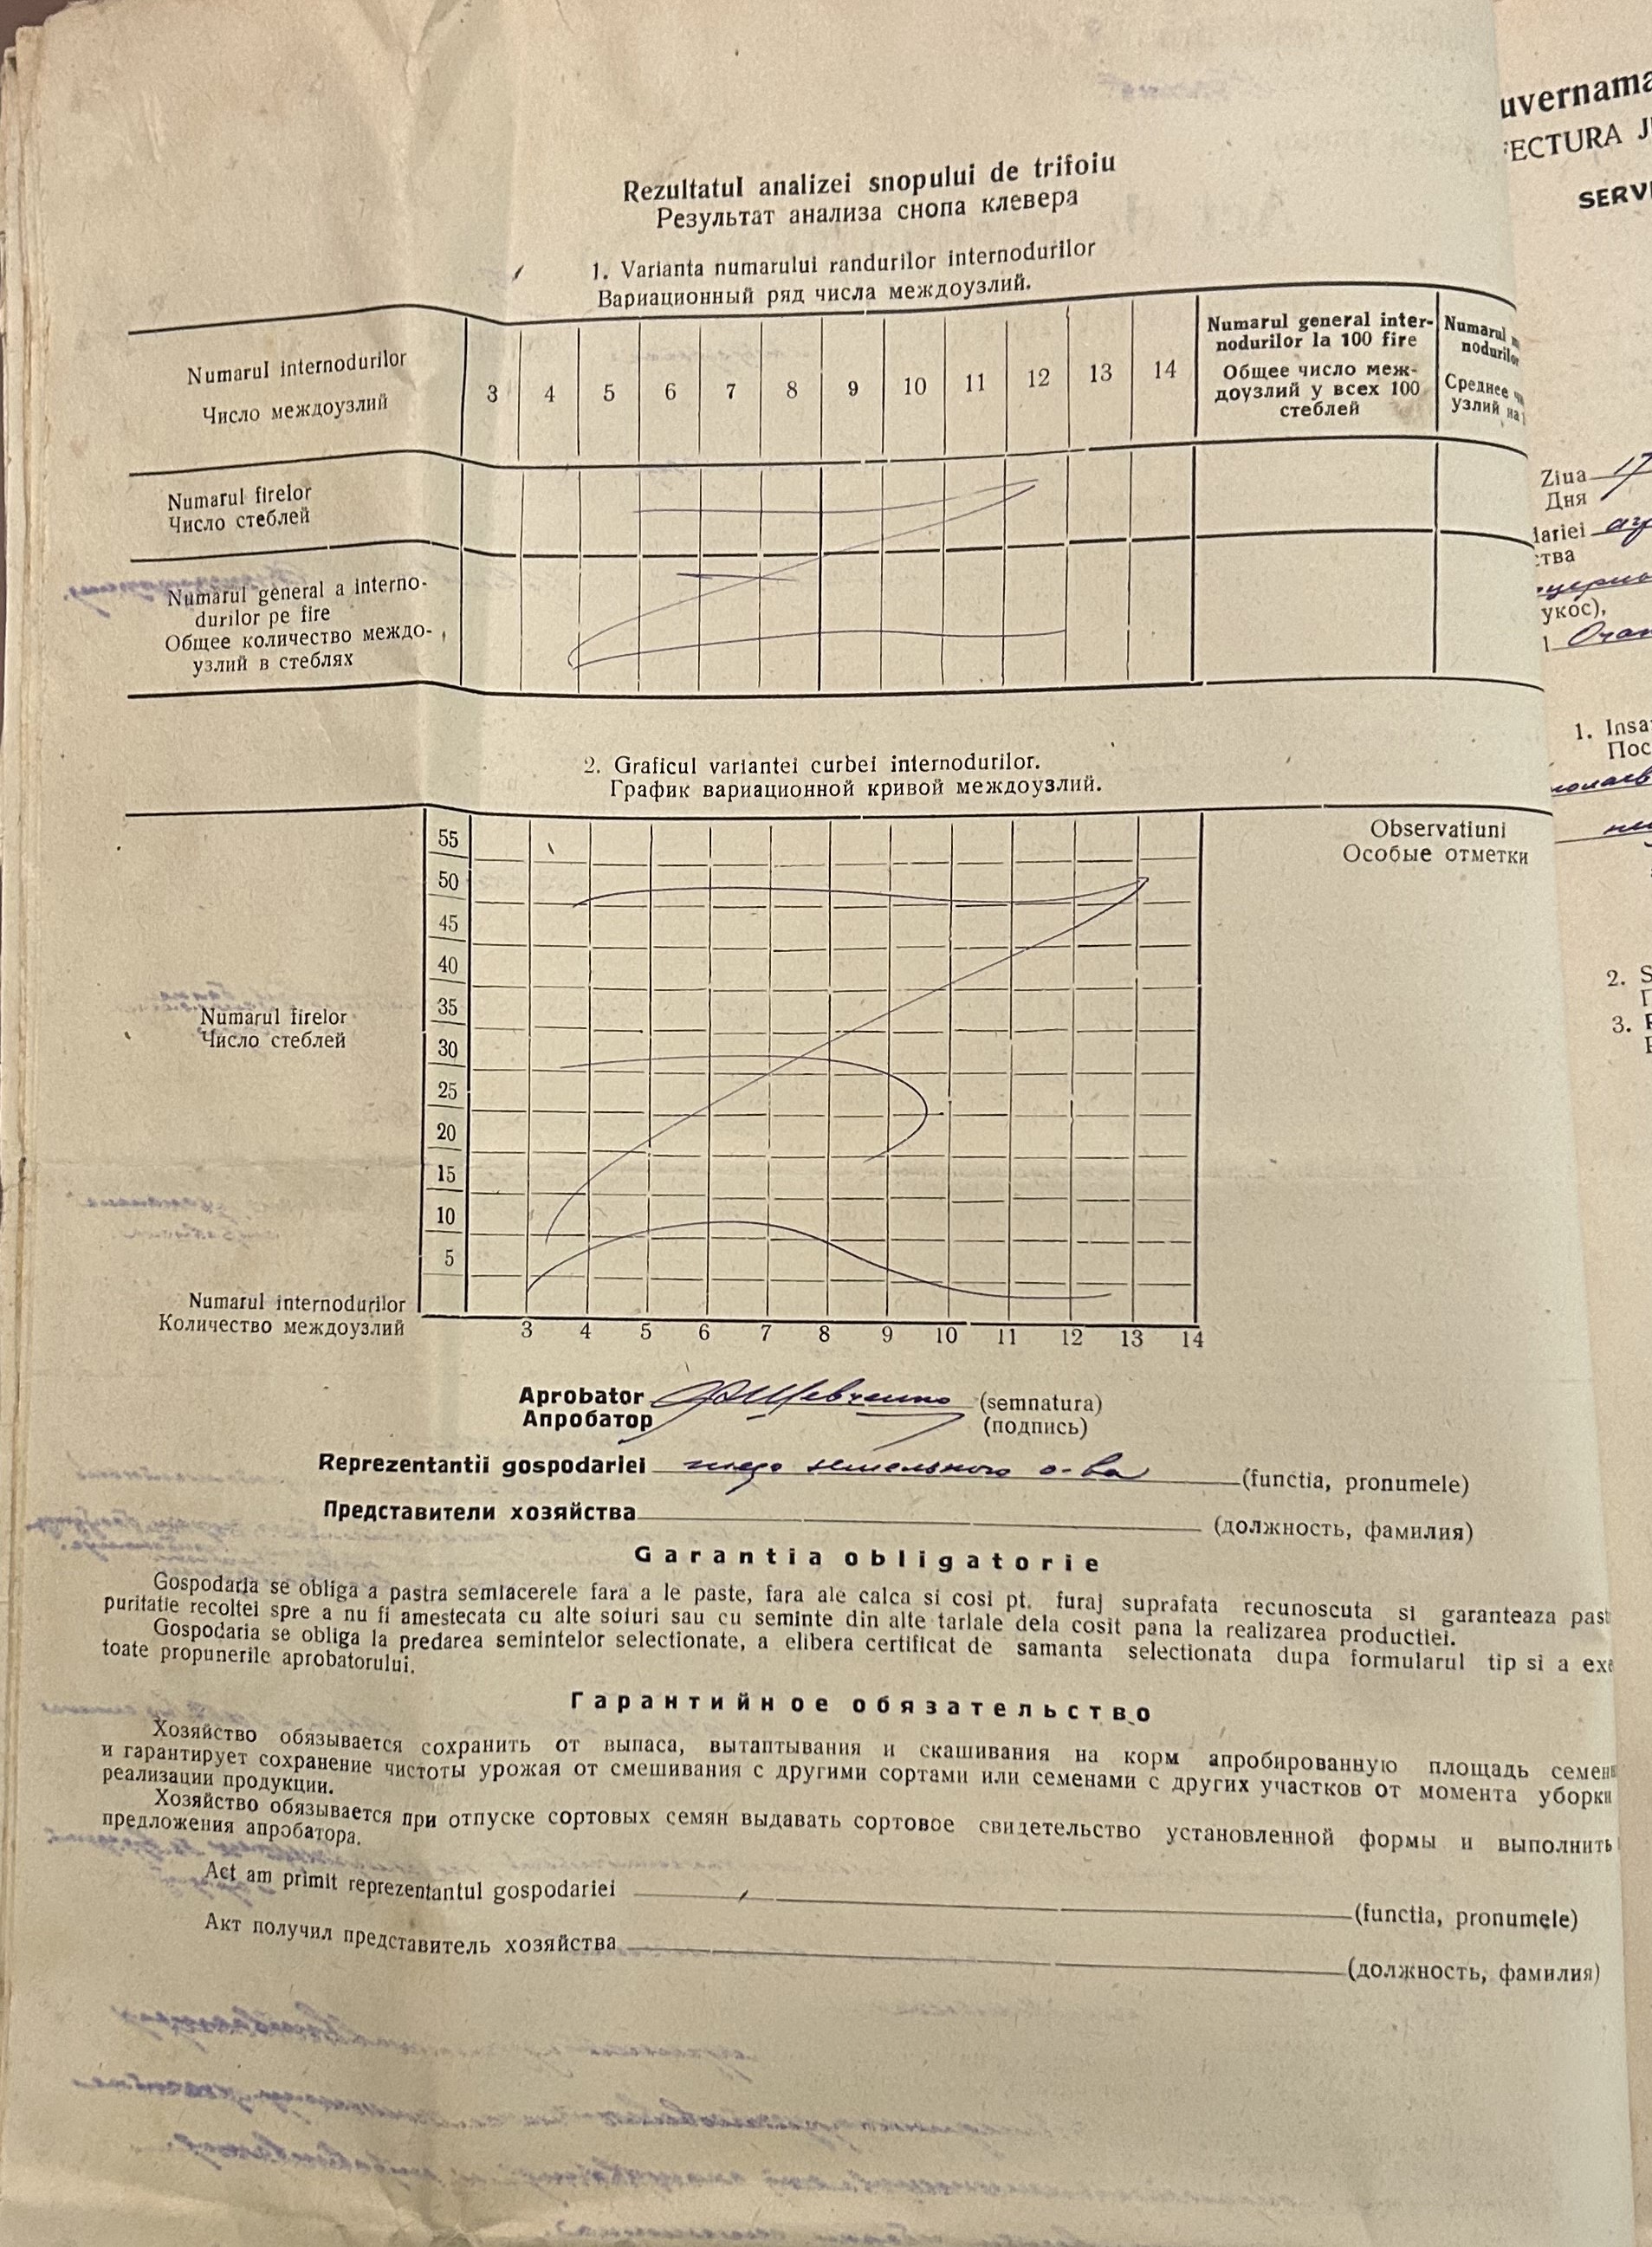 Rezultatul analizei snopului de trifoiu
Результат анализа снопа клевера
1. Varianta numarului randurilor internodurilor
Вариационный ряд числа междоузлий.
Numarul internodurilor
Число междоузлий
3 4 5 6 7 8 9 10 11 12 13 14
Numarul general inter-
nodurilor la 100 fire
Общее число меж-
доузлий у всех 100
стеблей
Numarul
nodurilor
Среднее
узлий на
Numarul firelor
Число стеблей
Numarul general a interno-
durilor pe fire
Общее количество междо-
узлий в стеблях
2. Graficul variantei curbei internodurilor.
График вариационной кривой междоузлий.
Observatiuni
Особые отметки
55
50
45
40
35
30
25
20
15
10
5
Numarul firelor
Число стеблей
Numarul internodurilor
Количество междоузлий
3 4 5 6 7 8 9 10 11 12 13 14
Aprobator Шевченко (semnatura)
Апробатор (подпись)
Reprezentantii gospodariei земельного о-ва (functia, pronumele)
Представители хозяйства (должность, фамилия)
Garantia obligatorie
Gospodaria se obliga a pastra semiacerele fara a le paste, fara ale calca si cosi pt. furaj suprafata recunoscuta si garanteaza past
puritatie recoltei spre a nu fi amestecata cu alte soiuri sau cu seminte din alte tarlale dela cosit pana la realizarea productiei.
Gospodaria se obliga la predarea semintelor selectionate, a elibera certificat de samanta selectionata dupa formularul tip si a exe
toate propunerile aprobatorului.
Гарантийное обязательство
Хозяйство обязывается сохранить от выпаса, вытаптывания и скашивания на корм апробированную площадь семен
и гарантирует сохранение чистоты урожая от смешивания с другими сортами или семенами с других участков от момента уборки
реализации продукции.
Хозяйство обязывается при отпуске сортовых семян выдавать сортовое свидетельство установленной формы и выполнить
предложения апробатора.
Act am primit reprezentantul gospodariei (functia, pronumele)
Акт получил представитель хозяйства (должность, фамилия)
uvernama
FECTURA J
SERV
Ziua 17
Дня
lariei
ства
укос),
1. Insa
Пос
2. S
3.